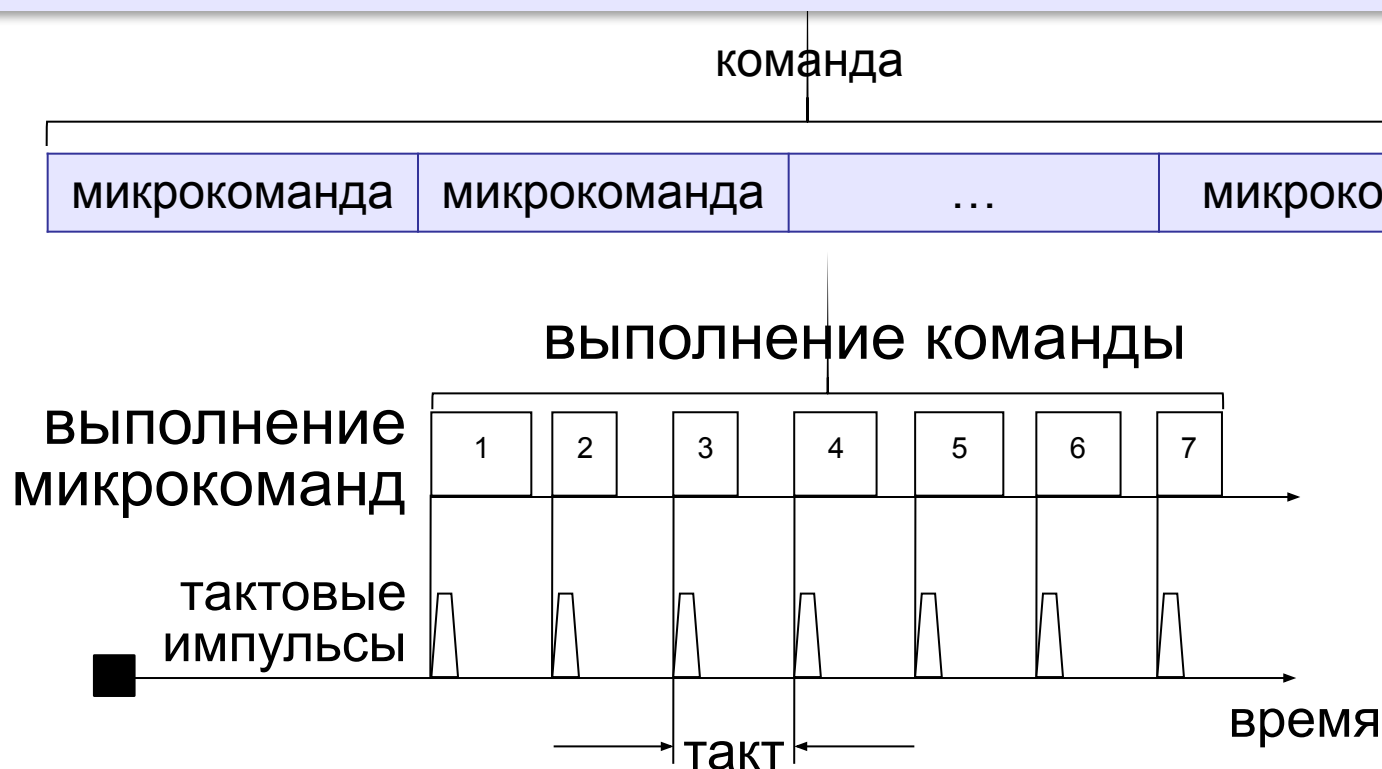 команда
микрокоманда микрокоманда … микроко
выполнение команды
выполнение
микрокоманд
1 2 3 4 5 6 7
тактовые
импульсы
время
такт